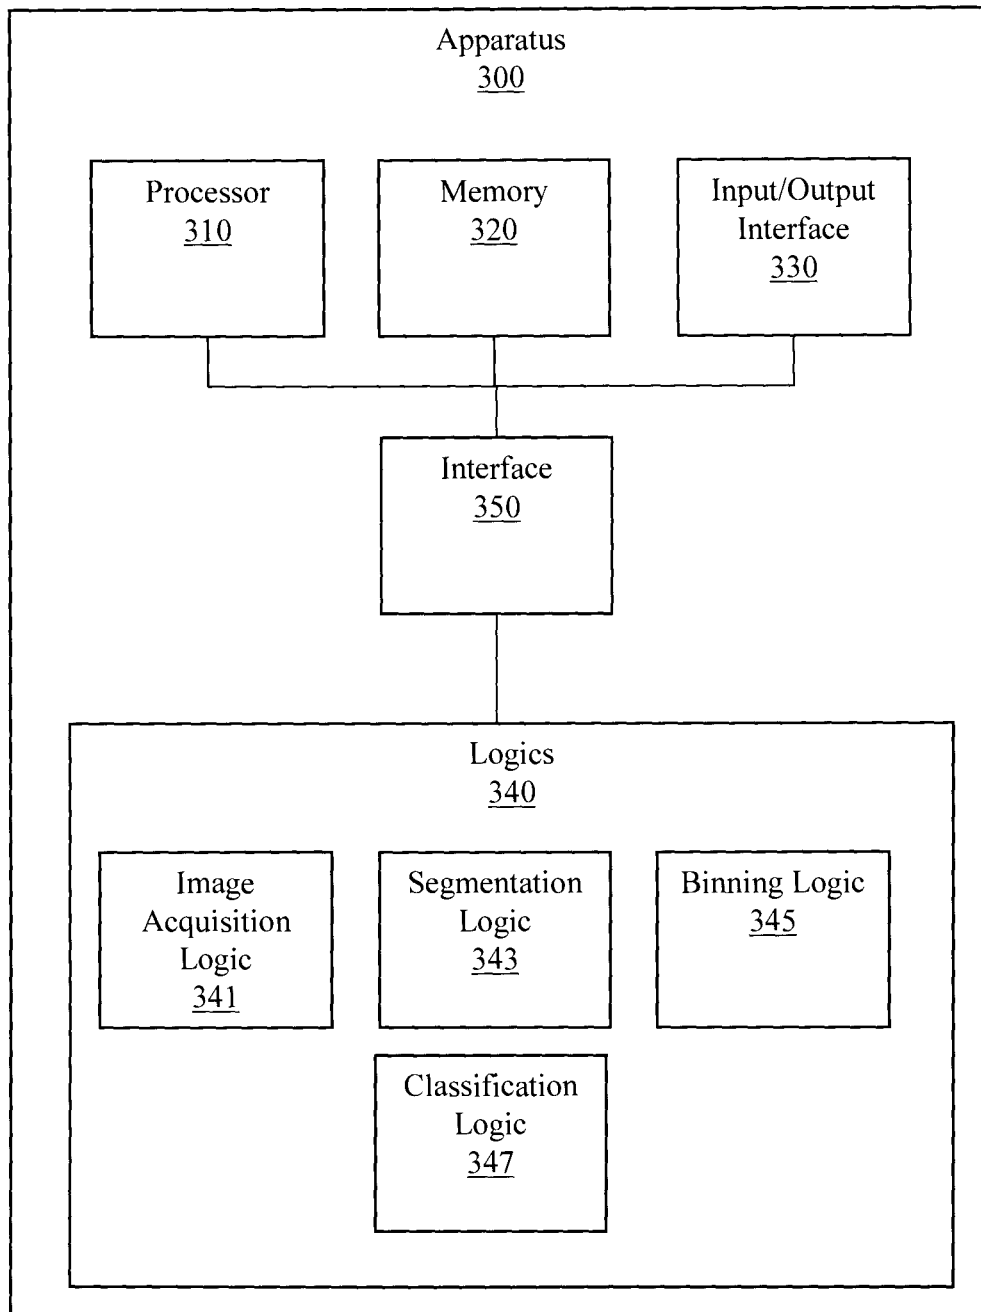 Apparatus
300
Processor
310
Memory
320
Input/Output
Interface
330
Interface
350
Logics
340
Image
Acquisition
Logic
341
Segmentation
Logic
343
Binning Logic
345
Classification
Logic
347